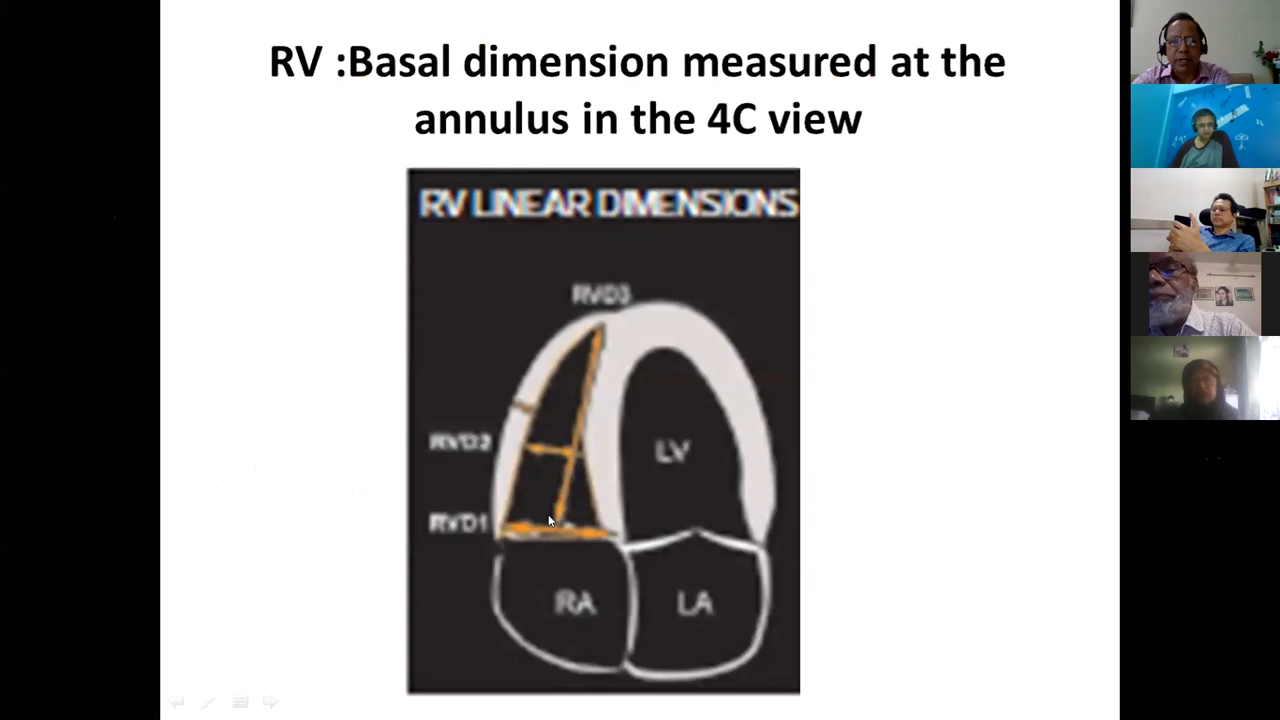 RV :Basal dimension measured at the
annulus in the 4C view
RV LINEAR DIMENSIONS
RVD3
RVD2
LV
RVD1
RA
LA